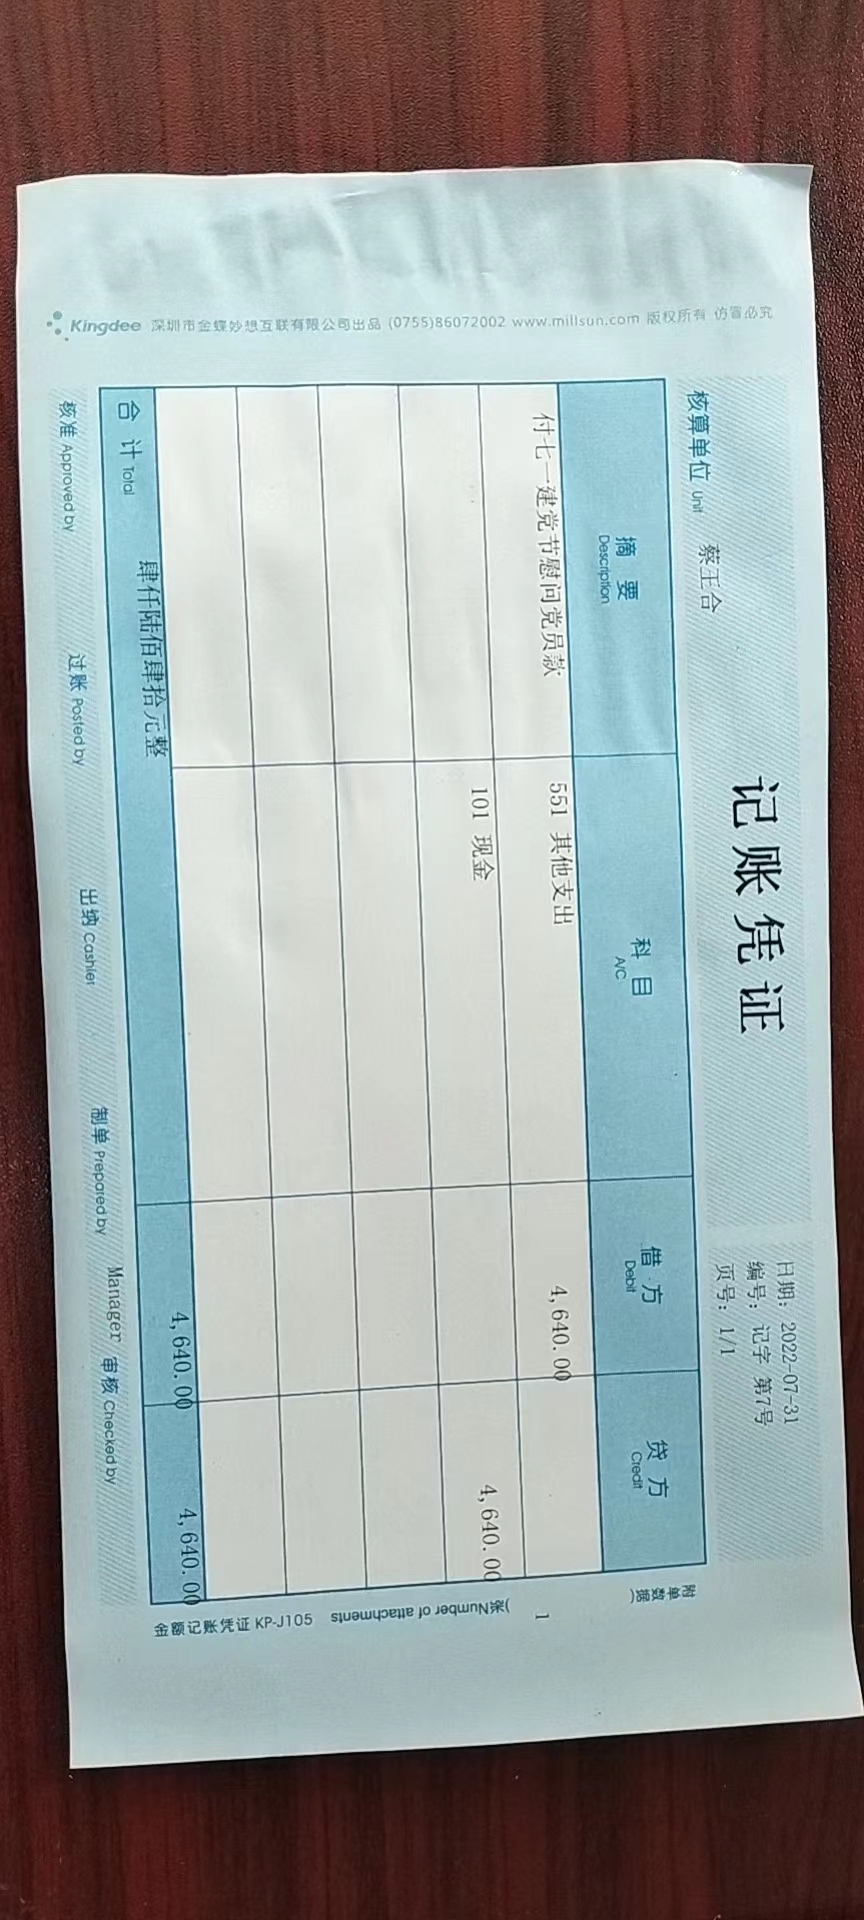 记账凭证
核算单位 Unit 蔡王合
日期: 2022-07-31
编号: 记字 第7号
页号: 1/1
摘 要 Description 科 目 A/C 借 方 Debit 贷 方 Credit
付七一建党节慰问党员款 551 其他支出 4,640.00
101 现金 4,640.00
合 计 Total 肆仟陆佰肆拾元整 4,640.00 4,640.00
核准 Approved by 过账 Posted by 出纳 Cashier 制单 Prepared by Manager 审核 Checked by
附单据数(
1
张Number of attachments)
金额记账凭证 KP-J105
Kingdee 深圳市金蝶妙想互联有限公司出品 (0755)86072002 www.millsun.com 版权所有 仿冒必究